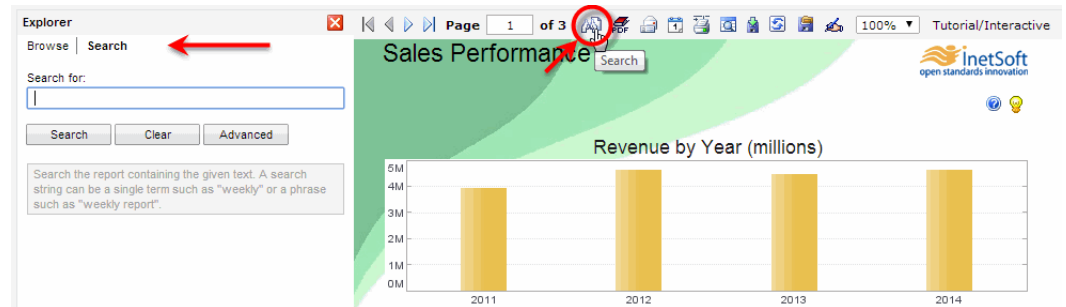 Explorer
Browse Search
Search for:
Search Clear Advanced
Search the report containing the given text. A search
string can be a single term such as "weekly" or a phrase
such as "weekly report".
Page 1 of 3 PDF 100% Tutorial/Interactive
Search
Sales Performance
InetSoft
open standards innovation
Revenue by Year (millions)
5M
4M
3M
2M
1M
0M
2011 2012 2013 2014